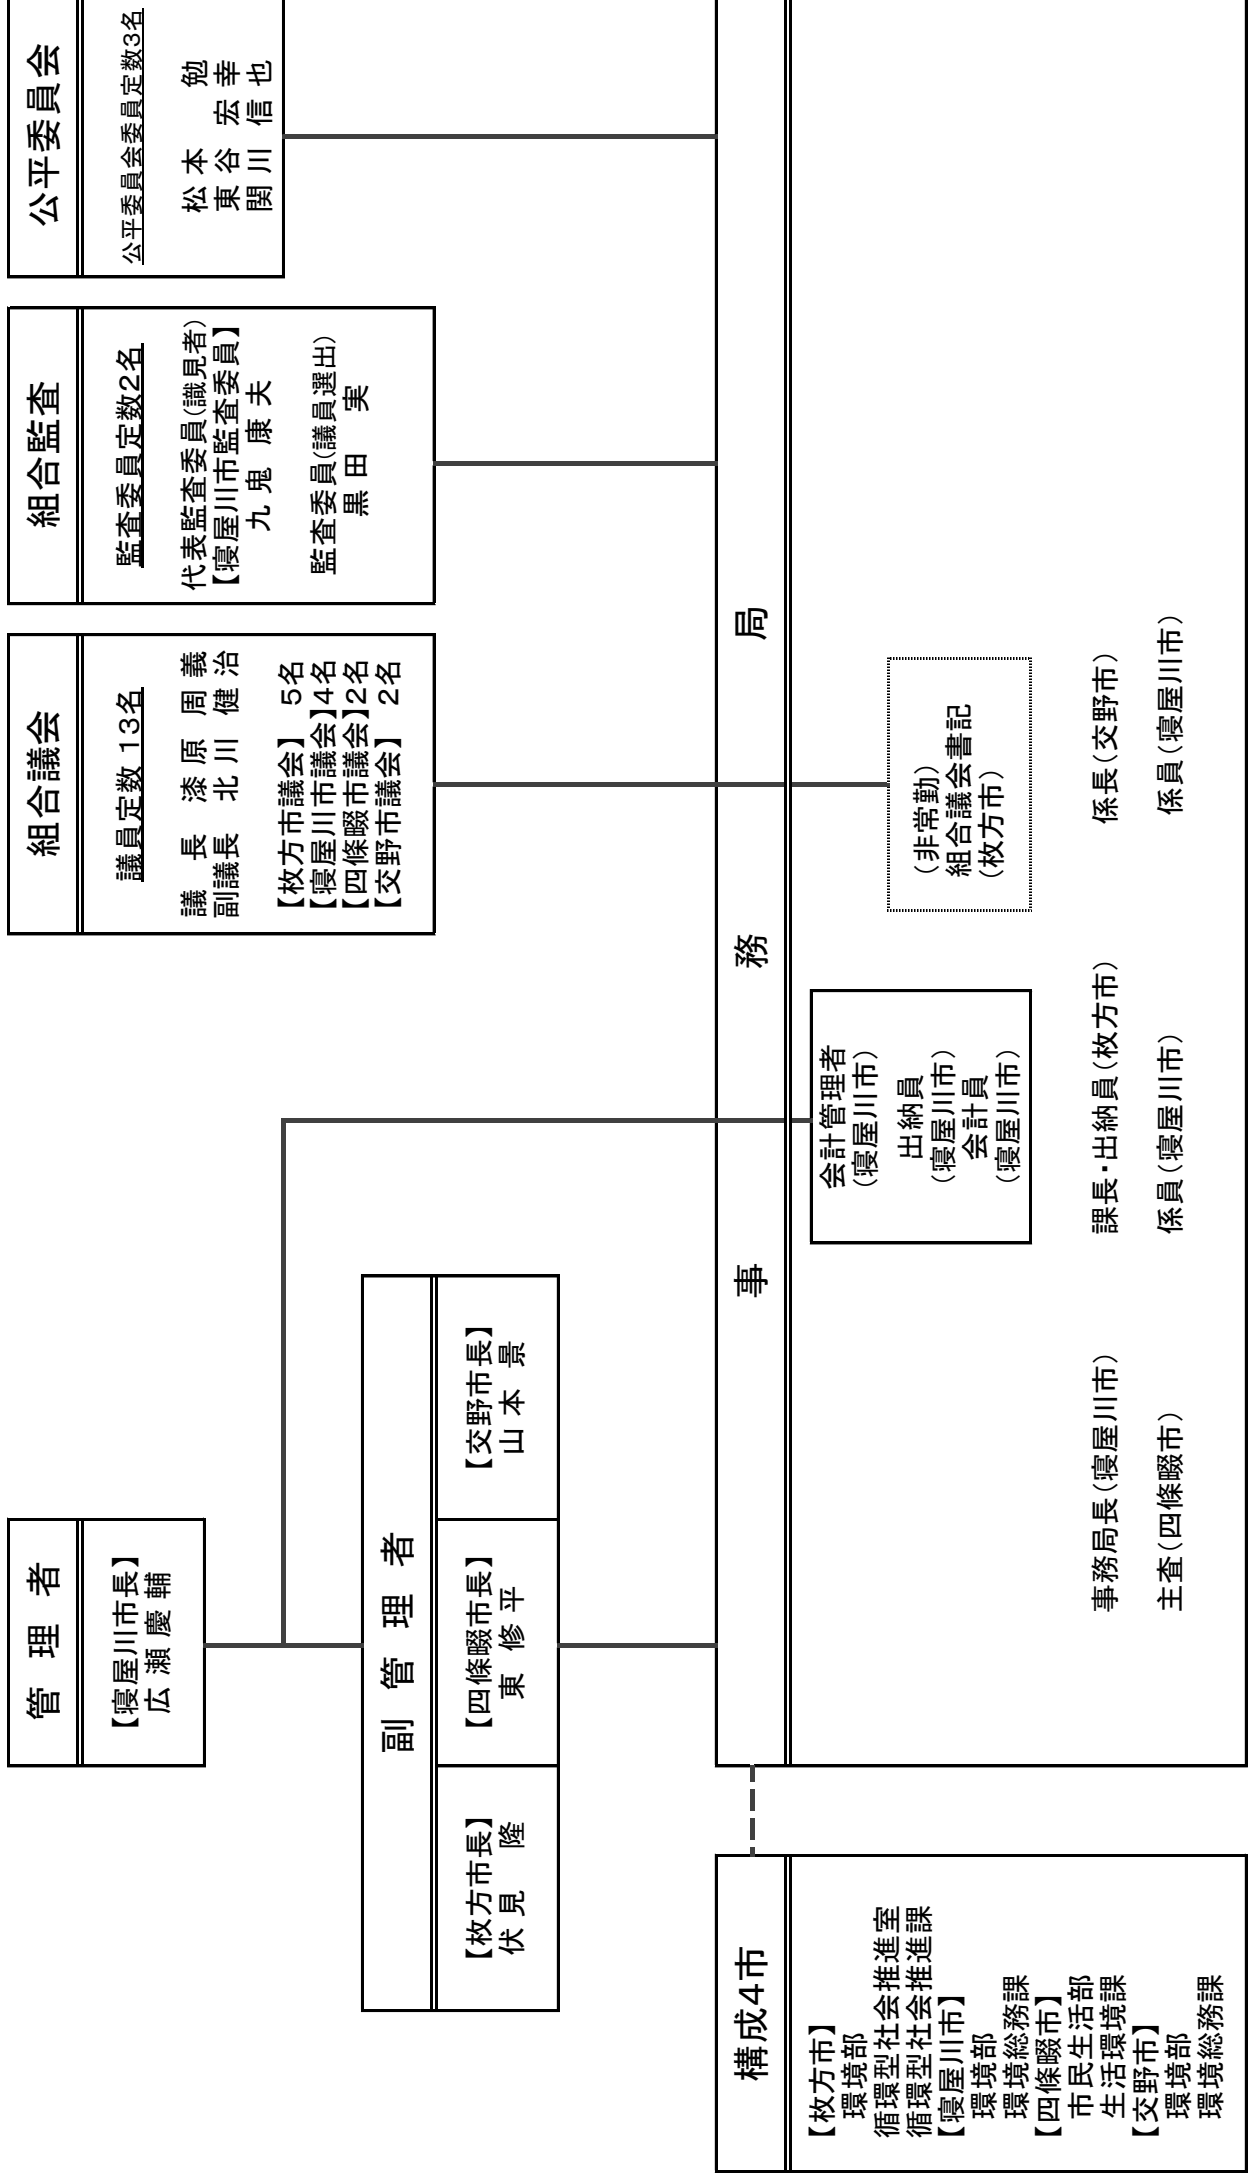 管 理 者
【寝屋川市長】
広 瀬 慶 輔
副 管 理 者
【枚方市長】
伏 見　隆
【四條畷市長】
東 修 平
【交野市長】
山 本 景
組合議会
議員定数 13名
議　長　漆 原 周 義
副議長　北 川 健 治
【枚方市議会】 5名
【寝屋川市議会】4名
【四條畷市議会】2名
【交野市議会】 2名
組合監査
監査委員定数2名
代表監査委員(識見者)
【寝屋川市監査委員】
九 鬼 康 夫
監査委員(議員選出)
黒 田　実
公平委員会
公平委員会委員定数3名
松 本　勉
東 谷 宏 幸
関 川 信 也
構成4市
【枚方市】
環境部
循環型社会推進室
循環型社会推進課
【寝屋川市】
環境部
環境総務課
【四條畷市】
市民生活部
生活環境課
【交野市】
環境部
環境総務課
事 務 局
会計管理者
(寝屋川市)
出納員
(寝屋川市)
会計員
(寝屋川市)
(非常勤)
組合議会書記
(枚方市)
事務局長(寝屋川市)　課長・出納員(枚方市)　係長(交野市)
主査(四條畷市)　係員(寝屋川市)　係員(寝屋川市)